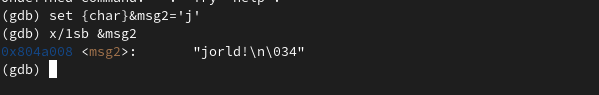 (gdb) set {char}&msg2='j'
(gdb) x/1sb &msg2
0x804a008 <msg2>: "jorld!\n\034"
(gdb)